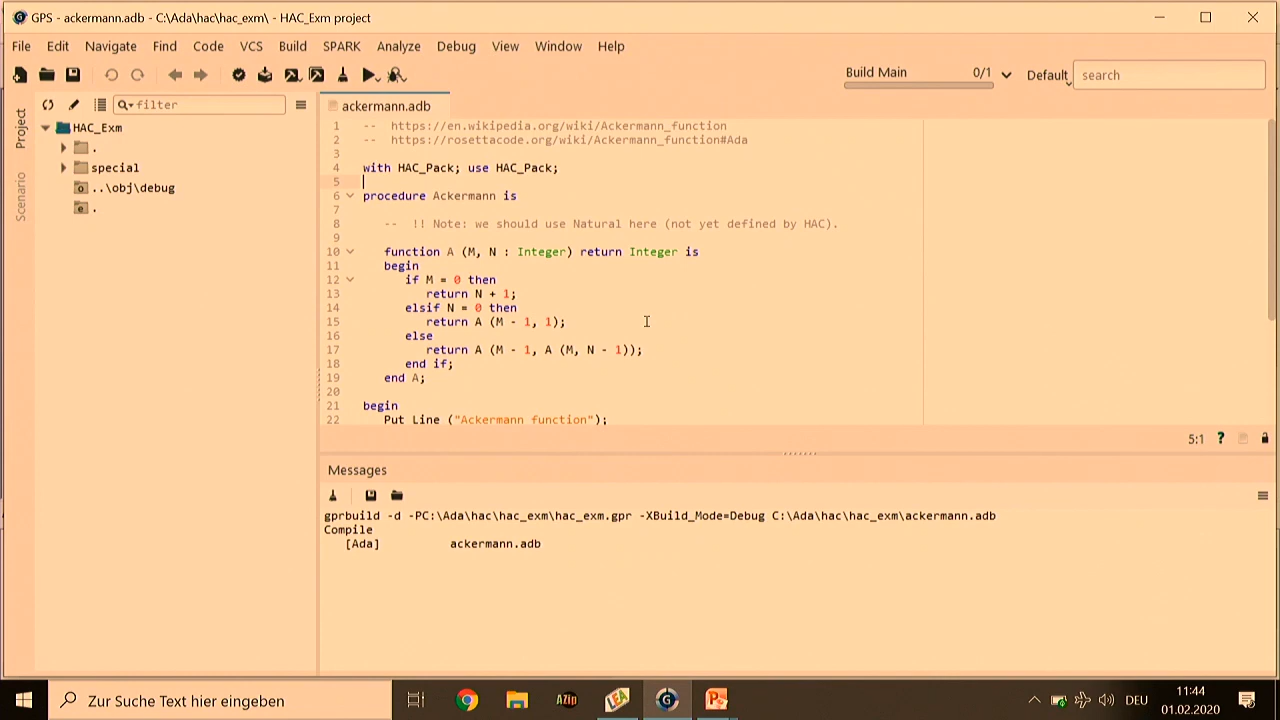 GPS - ackermann.adb - C:\Ada\hac\hac_exm\ - HAC_Exm project
File Edit Navigate Find Code VCS Build SPARK Analyze Debug View Window Help
Build Main 0/1 Default search
Project
Scenario
filter
HAC_Exm
.
special
..\obj\debug
.
ackermann.adb
1 -- https://en.wikipedia.org/wiki/Ackermann_function
2 -- https://rosettacode.org/wiki/Ackermann_function#Ada
3
4 with HAC_Pack; use HAC_Pack;
5
6 procedure Ackermann is
7
8 -- !! Note: we should use Natural here (not yet defined by HAC).
9
10 function A (M, N : Integer) return Integer is
11 begin
12 if M = 0 then
13 return N + 1;
14 elsif N = 0 then
15 return A (M - 1, 1);
16 else
17 return A (M - 1, A (M, N - 1));
18 end if;
19 end A;
20
21 begin
22 Put Line ("Ackermann function");
5:1 ?
Messages
gprbuild -d -PC:\Ada\hac\hac_exm\hac_exm.gpr -XBuild_Mode=Debug C:\Ada\hac\hac_exm\ackermann.adb
Compile
[Ada] ackermann.adb
Zur Suche Text hier eingeben
AZip
LEA
G
P
DEU
11:44
01.02.2020